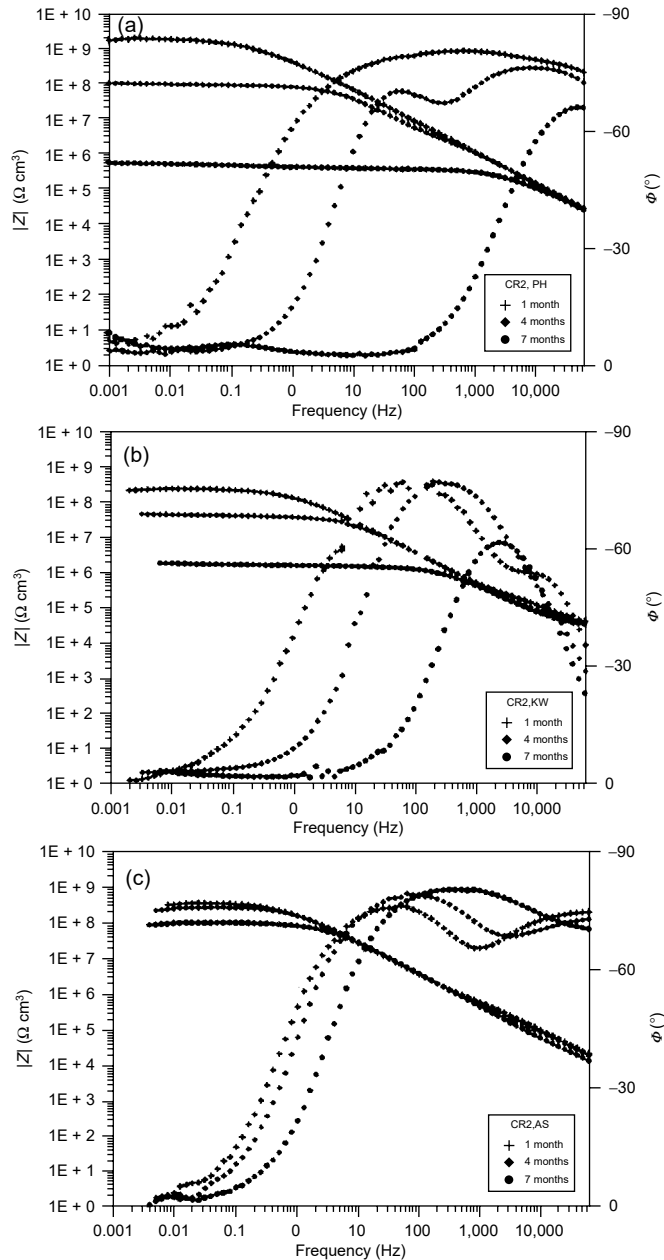 (a)
1E + 10
1E + 9
1E + 8
1E + 7
1E + 6
1E + 5
1E + 4
1E + 3
1E + 2
1E + 1
1E + 0
|Z| (Ω cm³)
–90
–60
–30
0
Φ (°)
CR2, PH
1 month
4 months
7 months
0.001 0.01 0.1 0 10 100 1,000 10,000
Frequency (Hz)
(b)
1E + 10
1E + 9
1E + 8
1E + 7
1E + 6
1E + 5
1E + 4
1E + 3
1E + 2
1E + 1
1E + 0
|Z| (Ω cm³)
–90
–60
–30
0
Φ (°)
CR2,KW
1 month
4 months
7 months
0.001 0.01 0.1 0 10 100 1,000 10,000
Frequency (Hz)
(c)
1E + 10
1E + 9
1E + 8
1E + 7
1E + 6
1E + 5
1E + 4
1E + 3
1E + 2
1E + 1
1E + 0
|Z| (Ω cm³)
–90
–60
–30
0
Φ (°)
CR2,AS
1 month
4 months
7 months
0.001 0.01 0.1 0 10 100 1,000 10,000
Frequency (Hz)